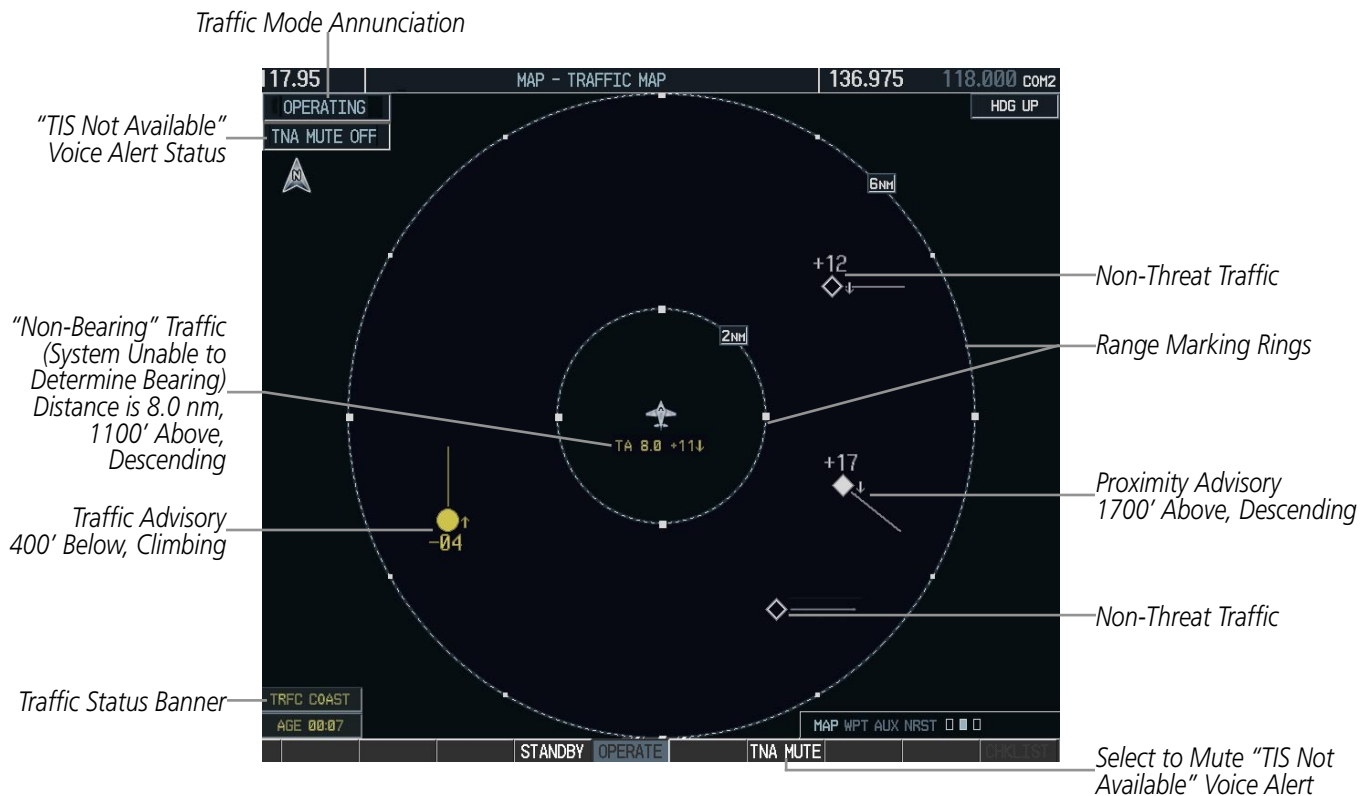 Traffic Mode Annunciation
17.95 MAP – TRAFFIC MAP 136.975 118.000 COM2
OPERATING
HDG UP
“TIS Not Available”
Voice Alert Status
TNA MUTE OFF
N
6NM
+12
Non-Threat Traffic
2NM
Range Marking Rings
“Non-Bearing” Traffic
(System Unable to
Determine Bearing)
Distance is 8.0 nm,
1100’ Above,
Descending
TA 8.0 +11↓
+17
Proximity Advisory
1700’ Above, Descending
Traffic Advisory
400’ Below, Climbing
-04
Non-Threat Traffic
Traffic Status Banner
TRFC COAST
AGE 00:07
MAP WPT AUX NRST
STANDBY OPERATE TNA MUTE CHKLIST
Select to Mute “TIS Not
Available” Voice Alert